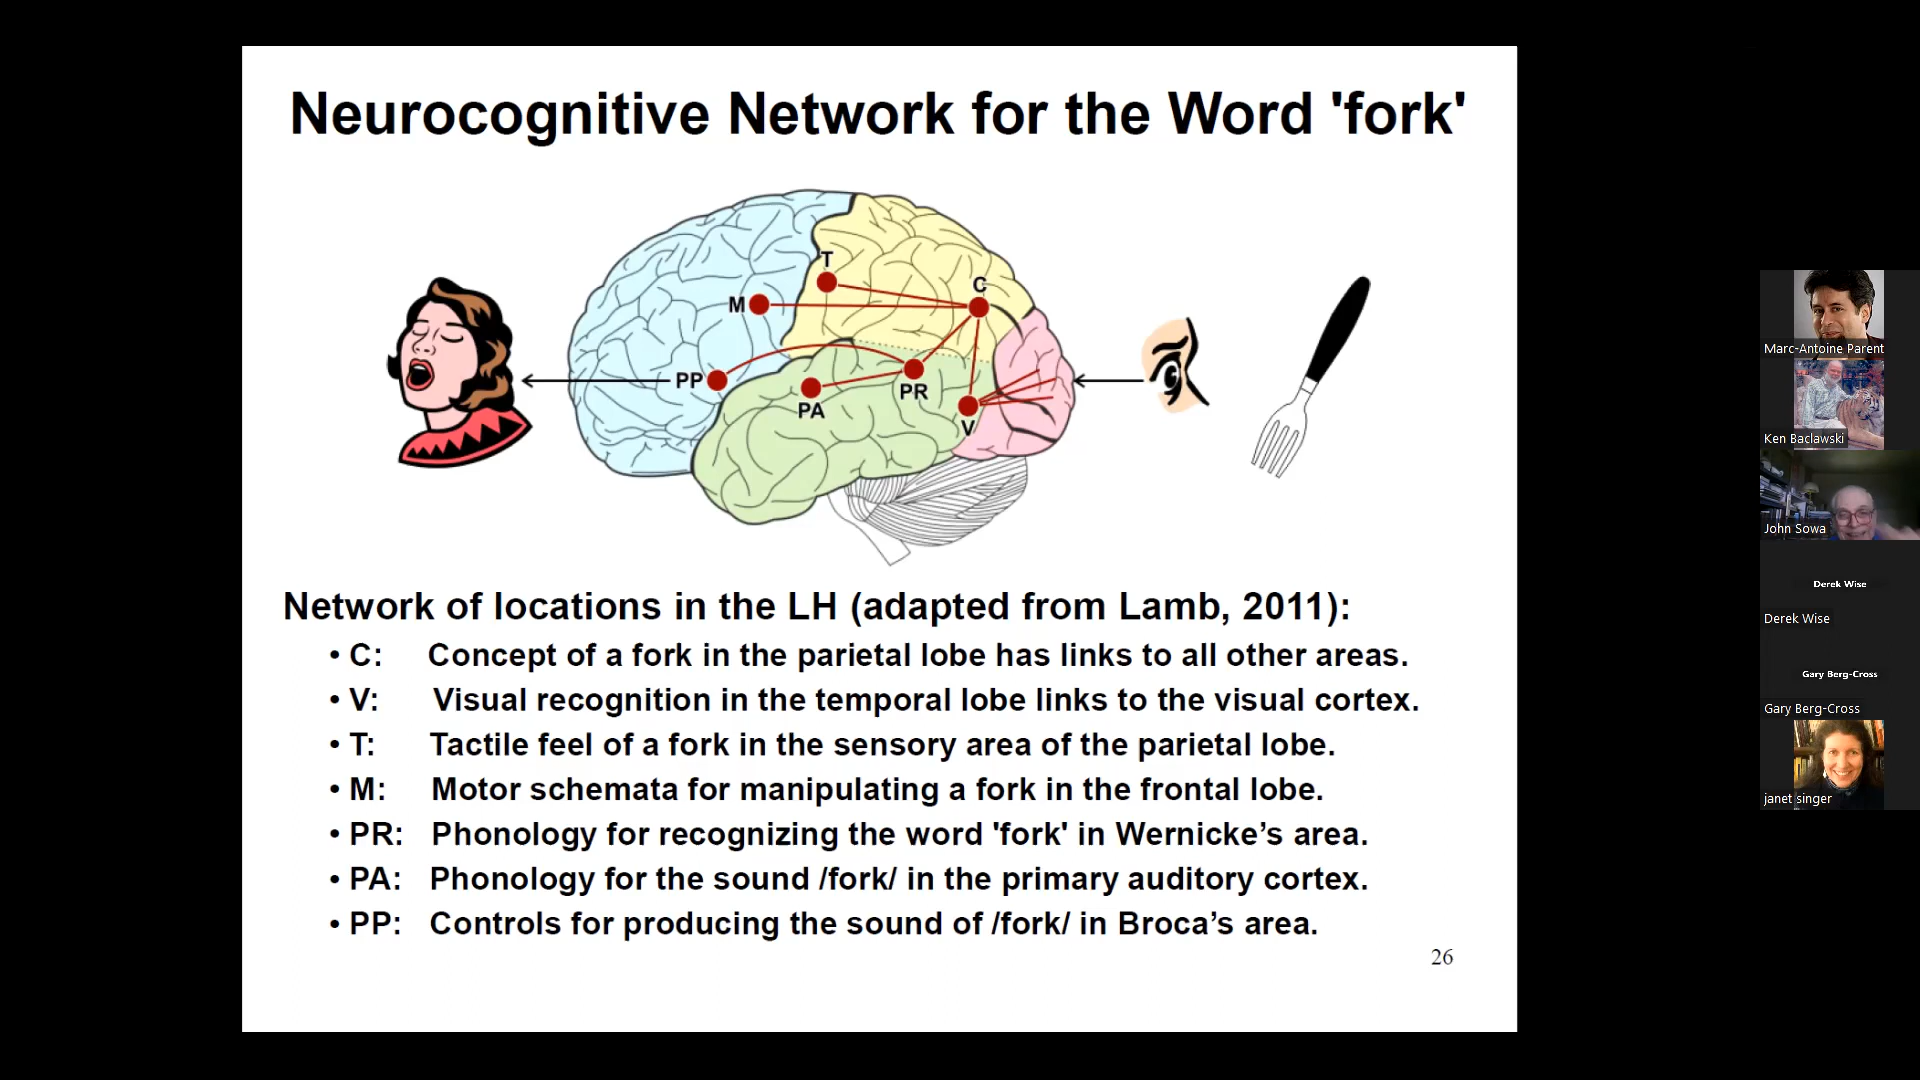 Neurocognitive Network for the Word 'fork'
T
C
M
PP
PR
PA
V
Network of locations in the LH (adapted from Lamb, 2011):
• C: Concept of a fork in the parietal lobe has links to all other areas.
• V: Visual recognition in the temporal lobe links to the visual cortex.
• T: Tactile feel of a fork in the sensory area of the parietal lobe.
• M: Motor schemata for manipulating a fork in the frontal lobe.
• PR: Phonology for recognizing the word 'fork' in Wernicke’s area.
• PA: Phonology for the sound /fork/ in the primary auditory cortex.
• PP: Controls for producing the sound of /fork/ in Broca’s area.
26
Marc-Antoine Parent
Ken Baclawski
John Sowa
Derek Wise
Derek Wise
Gary Berg-Cross
Gary Berg-Cross
janet singer